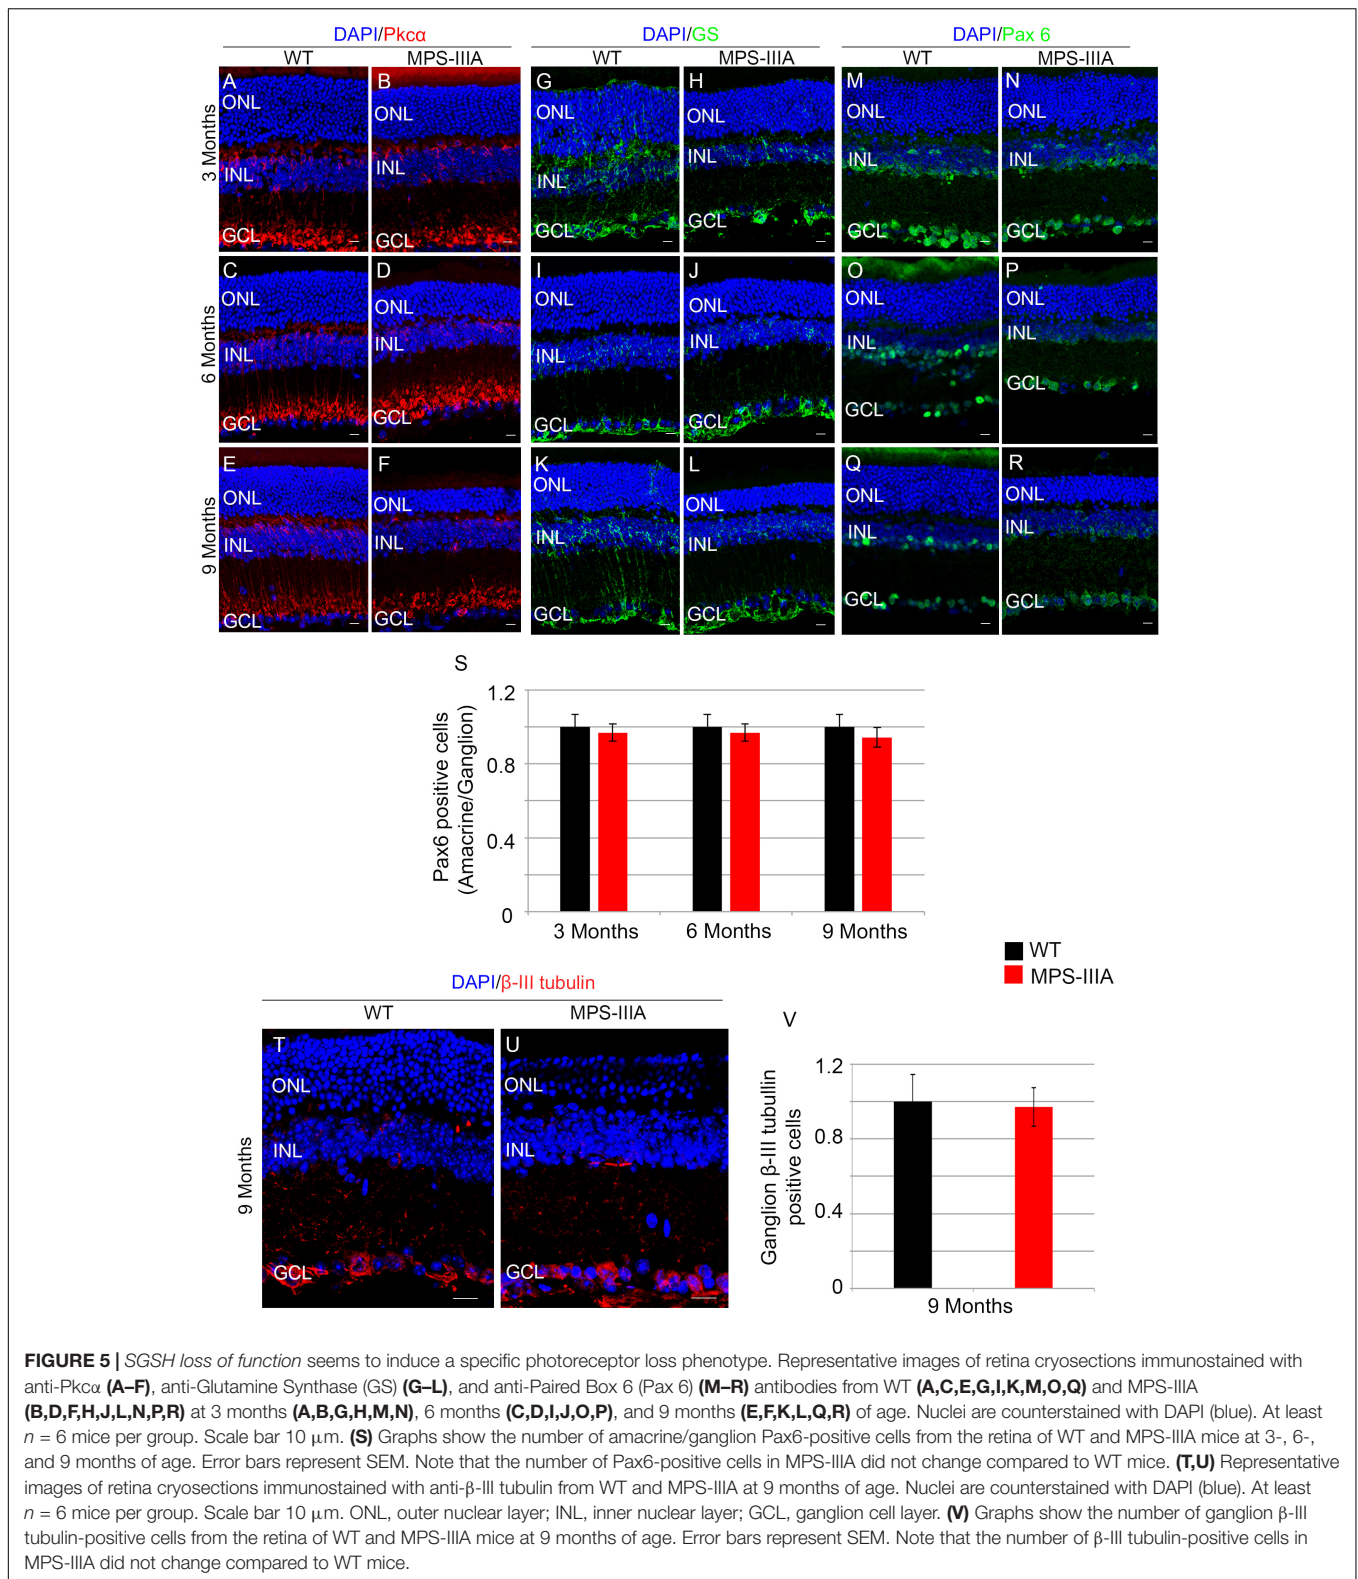 DAPI/Pkcα DAPI/GS DAPI/Pax 6
WT MPS-IIIA WT MPS-IIIA WT MPS-IIIA
3 Months
A B G H M N
ONL ONL ONL ONL ONL ONL
INL INL INL INL INL INL
GCL GCL GCL GCL GCL GCL
6 Months
C D I J O P
ONL ONL ONL ONL ONL ONL
INL INL INL INL INL INL
GCL GCL GCL GCL GCL GCL
9 Months
E F K L Q R
ONL ONL ONL ONL ONL ONL
INL INL INL INL INL INL
GCL GCL GCL GCL GCL GCL
S
Pax6 positive cells
(Amacrine/Ganglion)
1.2
0.8
0.4
0
3 Months 6 Months 9 Months
WT
MPS-IIIA
DAPI/β-III tubulin
WT MPS-IIIA
9 Months
T U
ONL ONL
INL INL
GCL GCL
V
Ganglion β-III tubullin
positive cells
1.2
0.8
0.4
0
9 Months
FIGURE 5 | SGSH loss of function seems to induce a specific photoreceptor loss phenotype. Representative images of retina cryosections immunostained with
anti-Pkcα (A–F), anti-Glutamine Synthase (GS) (G–L), and anti-Paired Box 6 (Pax 6) (M–R) antibodies from WT (A,C,E,G,I,K,M,O,Q) and MPS-IIIA
(B,D,F,H,J,L,N,P,R) at 3 months (A,B,G,H,M,N), 6 months (C,D,I,J,O,P), and 9 months (E,F,K,L,Q,R) of age. Nuclei are counterstained with DAPI (blue). At least
n = 6 mice per group. Scale bar 10 μm. (S) Graphs show the number of amacrine/ganglion Pax6-positive cells from the retina of WT and MPS-IIIA mice at 3-, 6-,
and 9 months of age. Error bars represent SEM. Note that the number of Pax6-positive cells in MPS-IIIA did not change compared to WT mice. (T,U) Representative
images of retina cryosections immunostained with anti-β-III tubulin from WT and MPS-IIIA at 9 months of age. Nuclei are counterstained with DAPI (blue). At least
n = 6 mice per group. Scale bar 10 μm. ONL, outer nuclear layer; INL, inner nuclear layer; GCL, ganglion cell layer. (V) Graphs show the number of ganglion β-III
tubulin-positive cells from the retina of WT and MPS-IIIA mice at 9 months of age. Error bars represent SEM. Note that the number of β-III tubulin-positive cells in
MPS-IIIA did not change compared to WT mice.